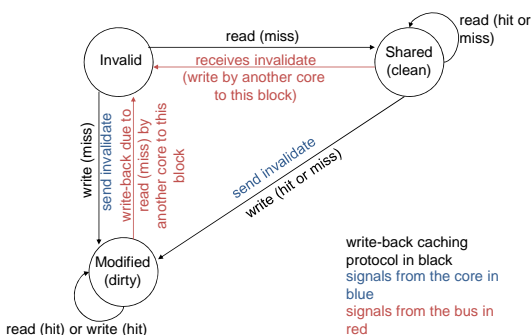 read (hit or
miss)
read (miss)
Invalid
receives invalidate
(write by another core
to this block)
Shared
(clean)
write (miss)
send invalidate
write-back due to
read (miss) by
another core to this
block
send invalidate
write (hit or miss)
Modified
(dirty)
read (hit) or write (hit)
write-back caching
protocol in black
signals from the core in
blue
signals from the bus in
red